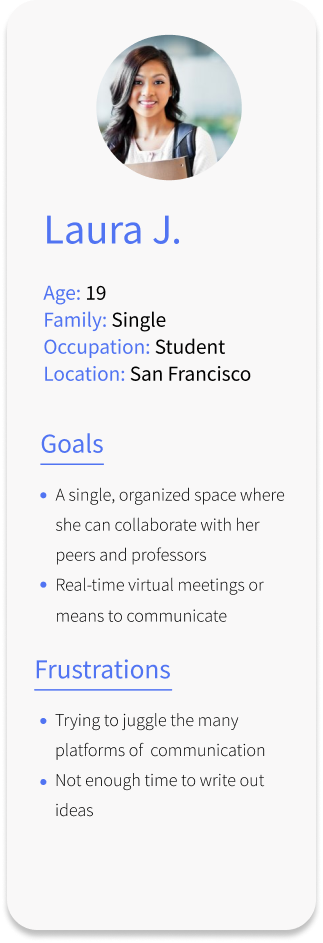 Laura J.
Age: 19
Family: Single
Occupation: Student
Location: San Francisco
Goals
• A single, organized space where
she can collaborate with her
peers and professors
• Real-time virtual meetings or
means to communicate
Frustrations
• Trying to juggle the many
platforms of  communication
• Not enough time to write out
ideas